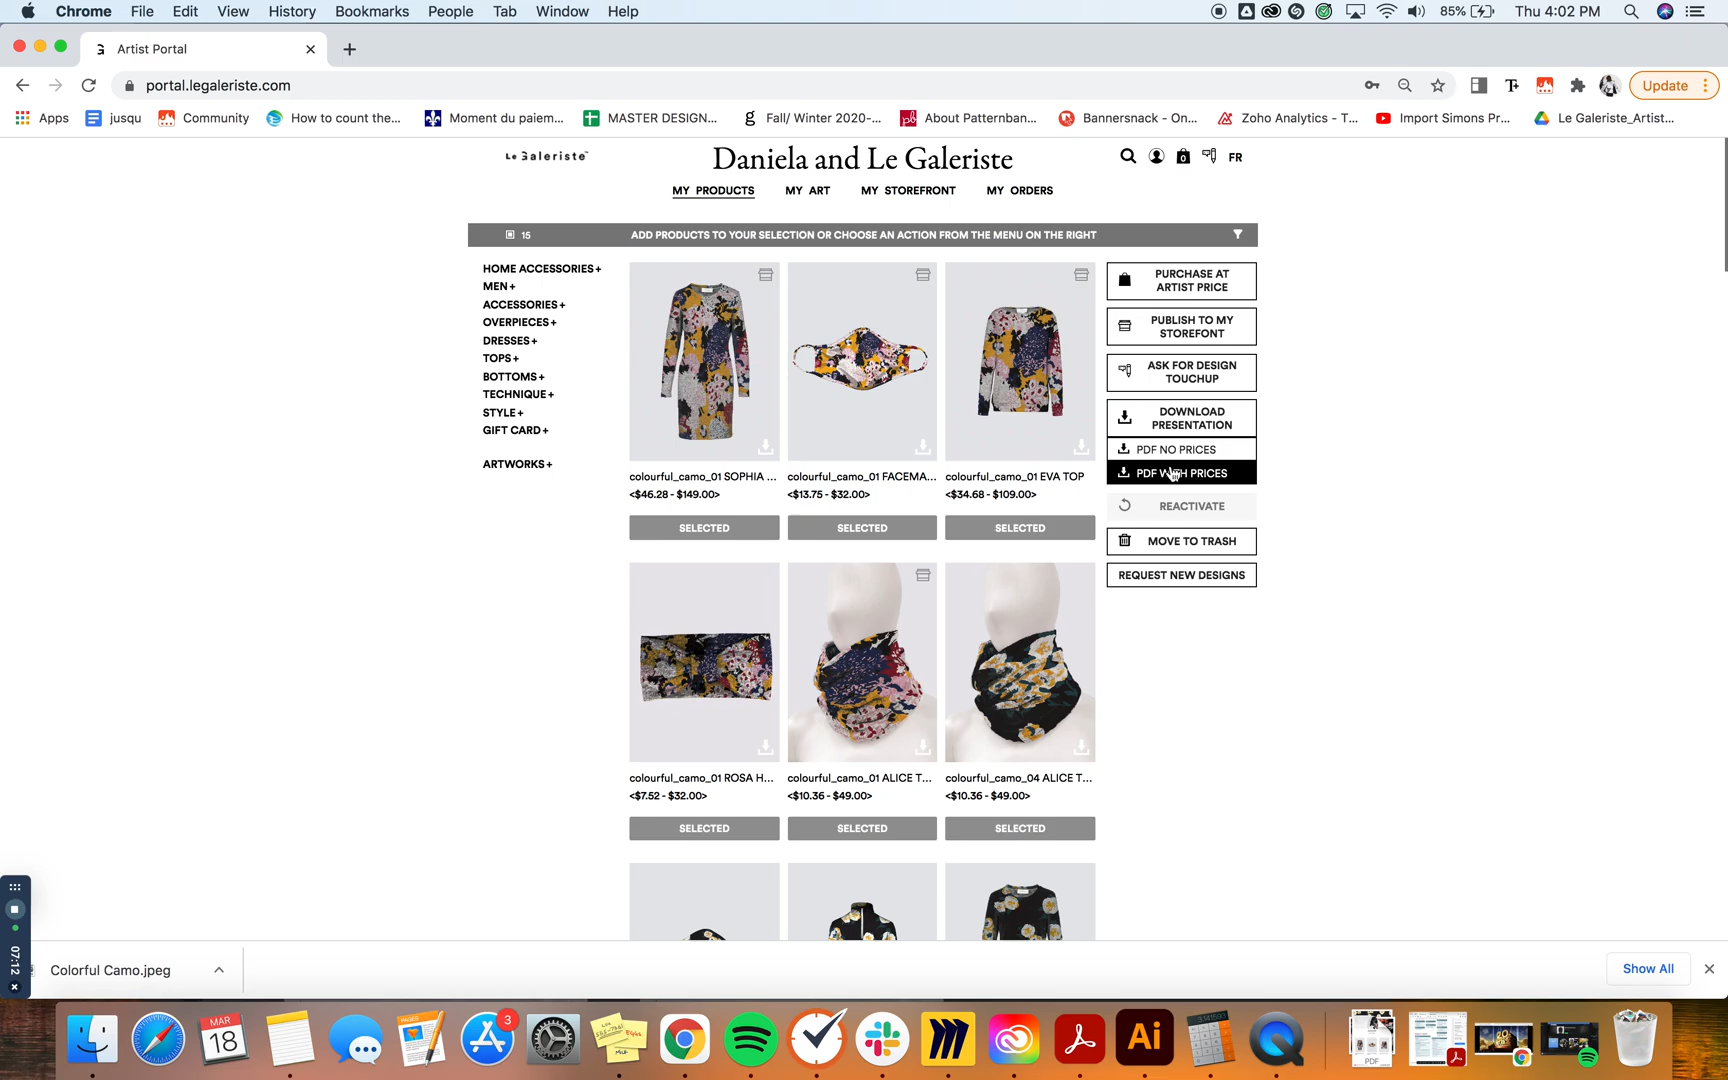 Chrome File Edit View History Bookmarks People Tab Window Help 85% Thu 4:02 PM
Artist Portal
portal.legaleriste.com Update
Apps jusqu Community How to count the... Moment du paiem... MASTER DESIGN... Fall/ Winter 2020-... About Patternban... Bannersnack - On... Zoho Analytics - T... Import Simons Pr... Le Galeriste_Artist...
Le Galeriste Daniela and Le Galeriste 0 FR
MY PRODUCTS MY ART MY STOREFRONT MY ORDERS
15 ADD PRODUCTS TO YOUR SELECTION OR CHOOSE AN ACTION FROM THE MENU ON THE RIGHT
HOME ACCESSORIES+
MEN+
ACCESSORIES+
OVERPIECES+
DRESSES+
TOPS+
BOTTOMS+
TECHNIQUE+
STYLE+
GIFT CARD+
ARTWORKS+
colourful_camo_01 SOPHIA ... colourful_camo_01 FACEMA... colourful_camo_01 EVA TOP
<$46.28 - $149.00> <$13.75 - $32.00> <$34.68 - $109.00>
SELECTED SELECTED SELECTED
colourful_camo_01 ROSA H... colourful_camo_01 ALICE T... colourful_camo_04 ALICE T...
<$7.52 - $32.00> <$10.36 - $49.00> <$10.36 - $49.00>
SELECTED SELECTED SELECTED
PURCHASE AT
ARTIST PRICE
PUBLISH TO MY
STOREFONT
ASK FOR DESIGN
TOUCHUP
DOWNLOAD
PRESENTATION
PDF NO PRICES
PDF WITH PRICES
REACTIVATE
MOVE TO TRASH
REQUEST NEW DESIGNS
07:12
Colorful Camo.jpeg Show All
MAR
18
3
Ai
PDF